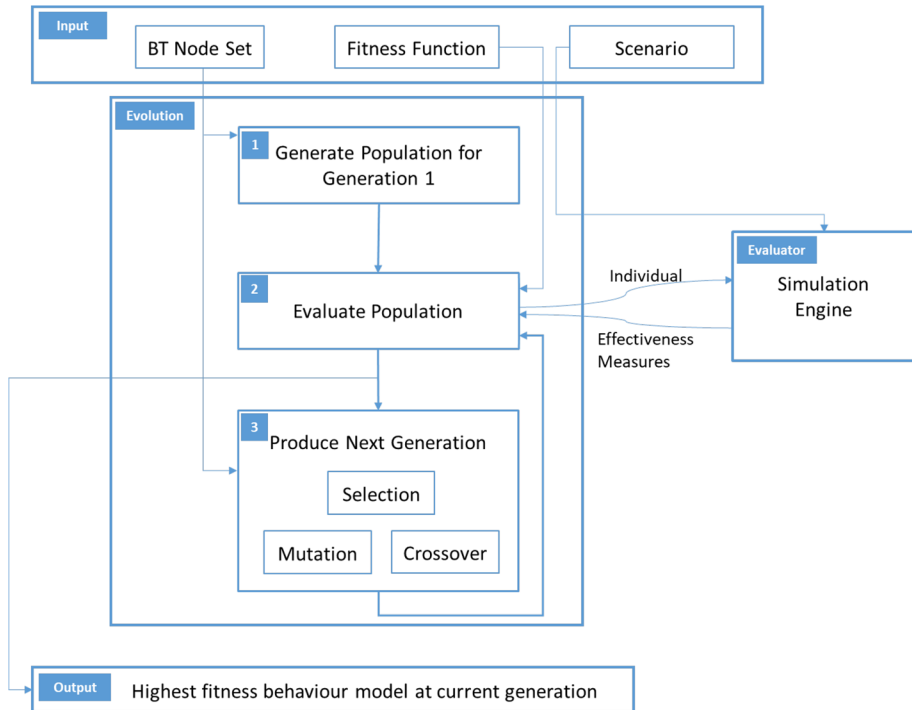 Input
BT Node Set
Fitness Function
Scenario
Evolution
1
Generate Population for
Generation 1
2
Evaluate Population
Individual
Effectiveness
Measures
Evaluator
Simulation
Engine
3
Produce Next Generation
Selection
Mutation
Crossover
Output
Highest fitness behaviour model at current generation